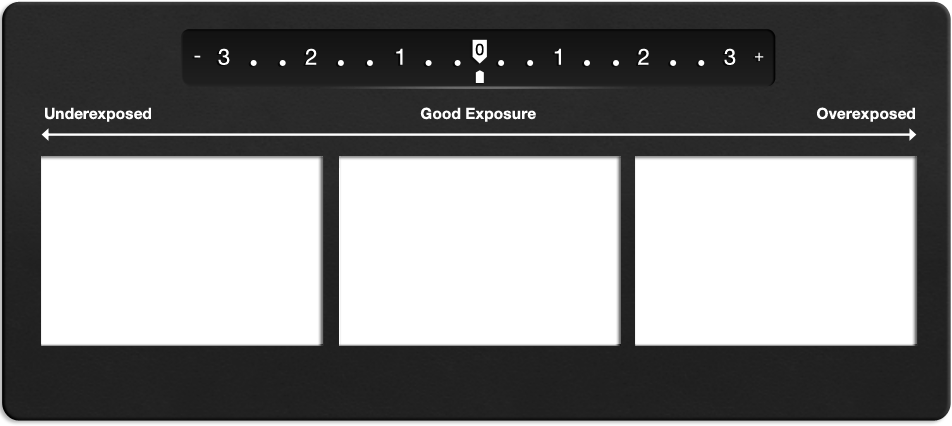 - 3 . . 2 . . 1 . . 0 . . 1 . . 2 . . 3 +
Underexposed Good Exposure Overexposed